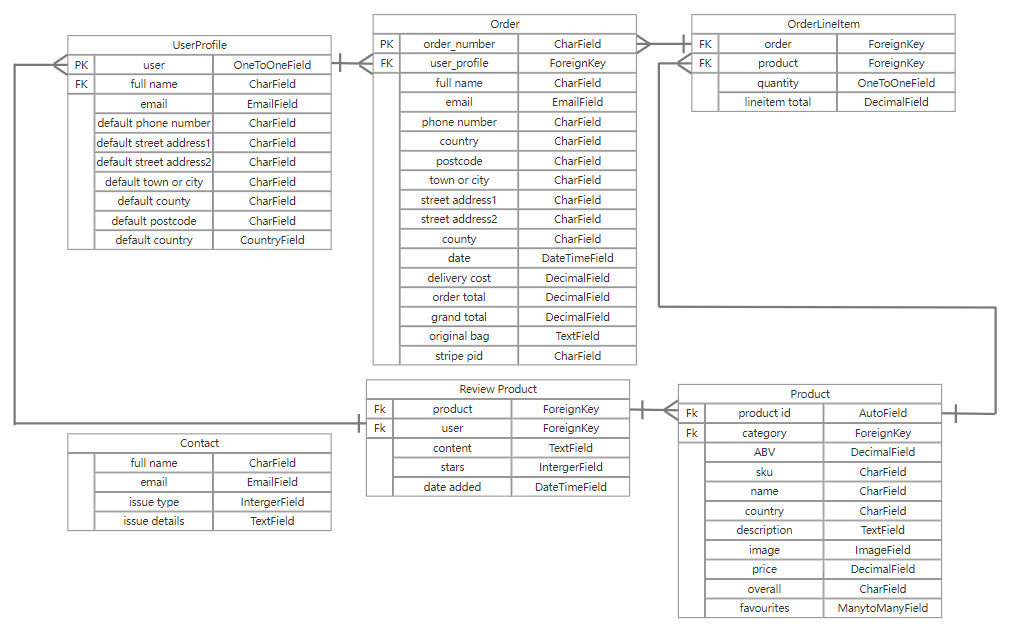 UserProfile
PK user OneToOneField
FK full name CharField
email EmailField
default phone number CharField
default street address1 CharField
default street address2 CharField
default town or city CharField
default county CharField
default postcode CharField
default country CountryField
Order
PK order_number CharField
FK user_profile ForeignKey
full name CharField
email EmailField
phone number CharField
country CharField
postcode CharField
town or city CharField
street address1 CharField
street address2 CharField
county CharField
date DateTimeField
delivery cost DecimalField
order total DecimalField
grand total DecimalField
original bag TextField
stripe pid CharField
OrderLineItem
FK order ForeignKey
FK product ForeignKey
quantity OneToOneField
lineitem total DecimalField
Contact
full name CharField
email EmailField
issue type IntergerField
issue details TextField
Review Product
Fk product ForeignKey
Fk user ForeignKey
content TextField
stars IntergerField
date added DateTimeField
Product
Fk product id AutoField
Fk category ForeignKey
ABV DecimalField
sku CharField
name CharField
country CharField
description TextField
image ImageField
price DecimalField
overall CharField
favourites ManytoManyField